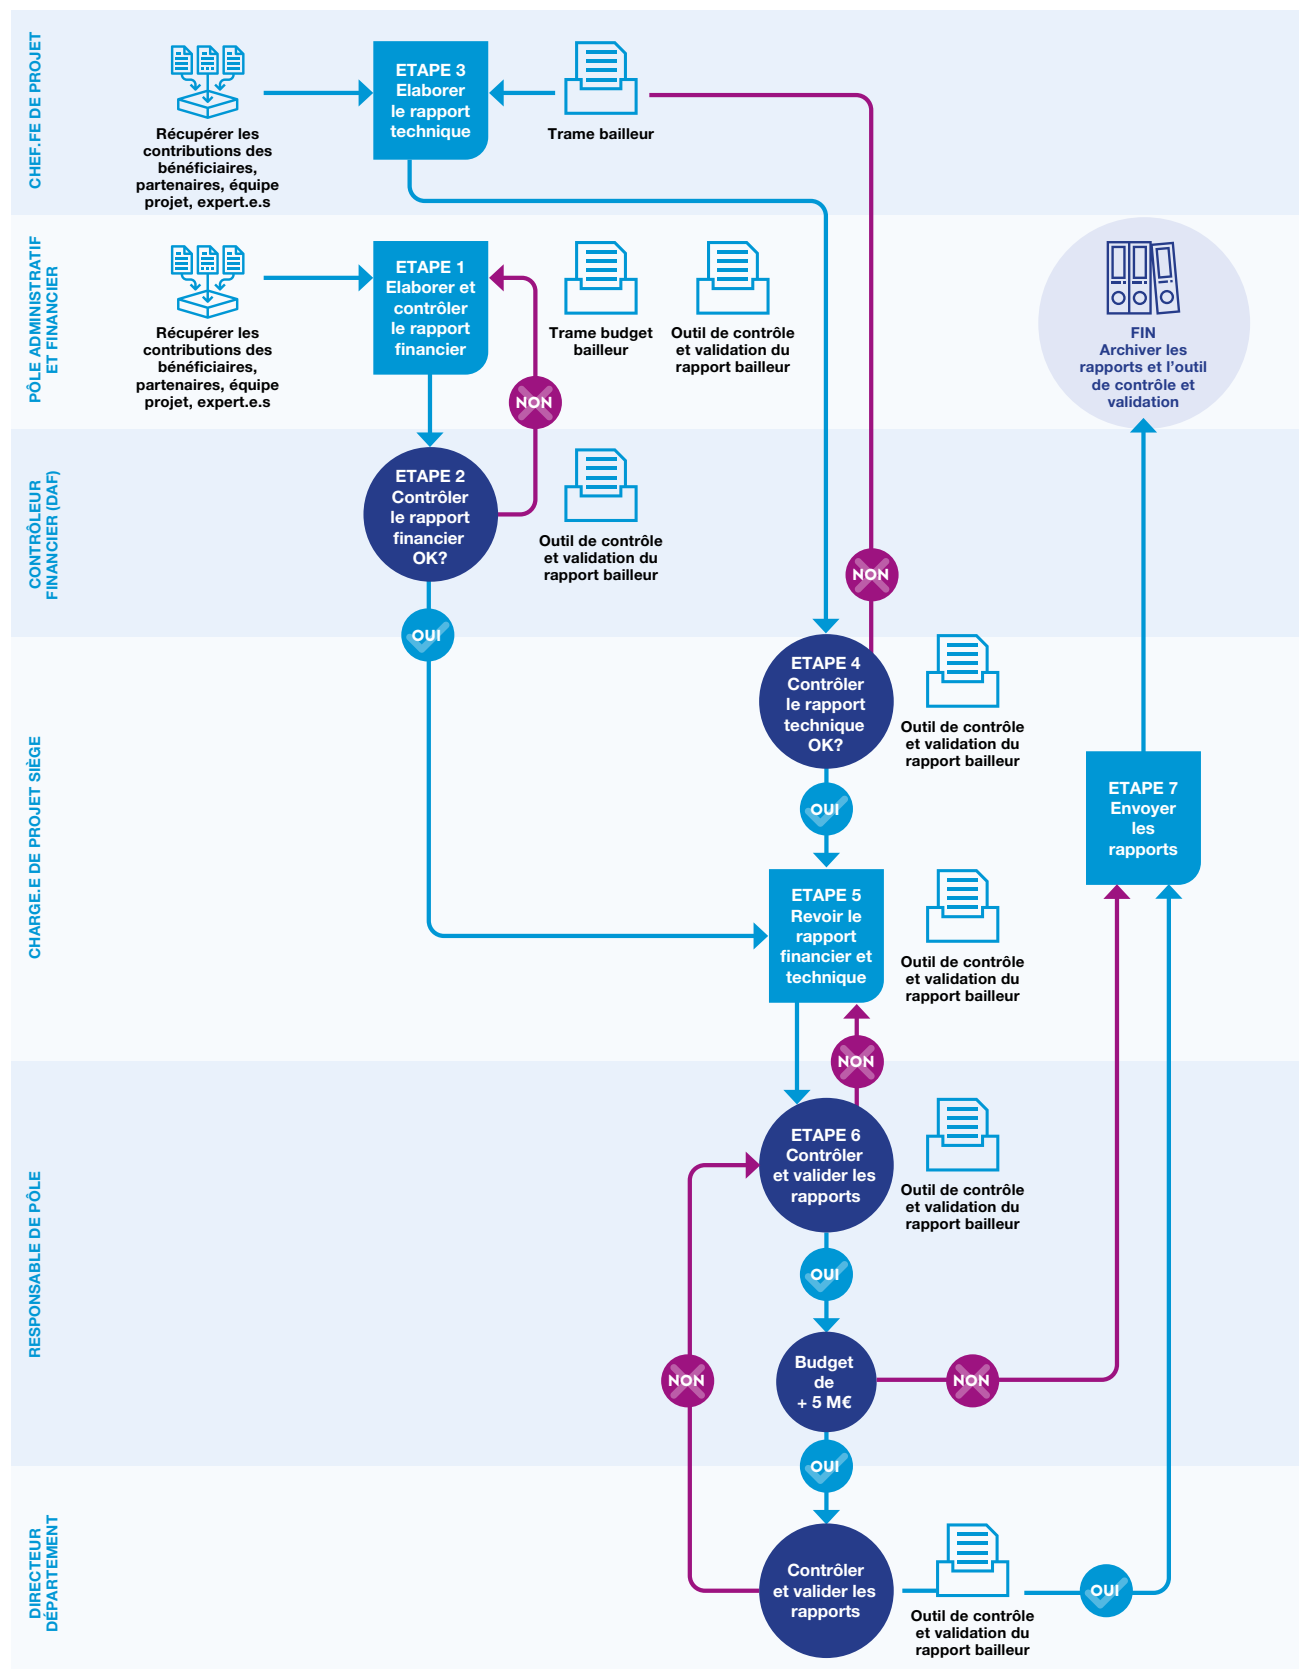 CHEF.FE DE PROJET
Récupérer les
contributions des
bénéficiaires,
partenaires, équipe
projet, expert.e.s
ETAPE 3
Elaborer
le rapport
technique
Trame bailleur
PÔLE ADMINISTRATIF
ET FINANCIER
Récupérer les
contributions des
bénéficiaires,
partenaires, équipe
projet, expert.e.s
ETAPE 1
Elaborer et
contrôler
le rapport
financier
NON
Trame budget
bailleur
Outil de contrôle
et validation du
rapport bailleur
FIN
Archiver les
rapports et l’outil
de contrôle et
validation
CONTRÔLEUR
FINANCIER (DAF)
ETAPE 2
Contrôler
le rapport
financier
OK?
Outil de contrôle
et validation du
rapport bailleur
NON
OUI
CHARGE.E DE PROJET SIÈGE
ETAPE 4
Contrôler
le rapport
technique
OK?
Outil de contrôle
et validation du
rapport bailleur
OUI
ETAPE 7
Envoyer
les
rapports
ETAPE 5
Revoir le
rapport
financier et
technique
Outil de contrôle
et validation du
rapport bailleur
NON
RESPONSABLE DE PÔLE
ETAPE 6
Contrôler
et valider les
rapports
Outil de contrôle
et validation du
rapport bailleur
OUI
NON
Budget
de
+ 5 M€
NON
OUI
DIRECTEUR
DÉPARTEMENT
Contrôler
et valider les
rapports
Outil de contrôle
et validation du
rapport bailleur
OUI